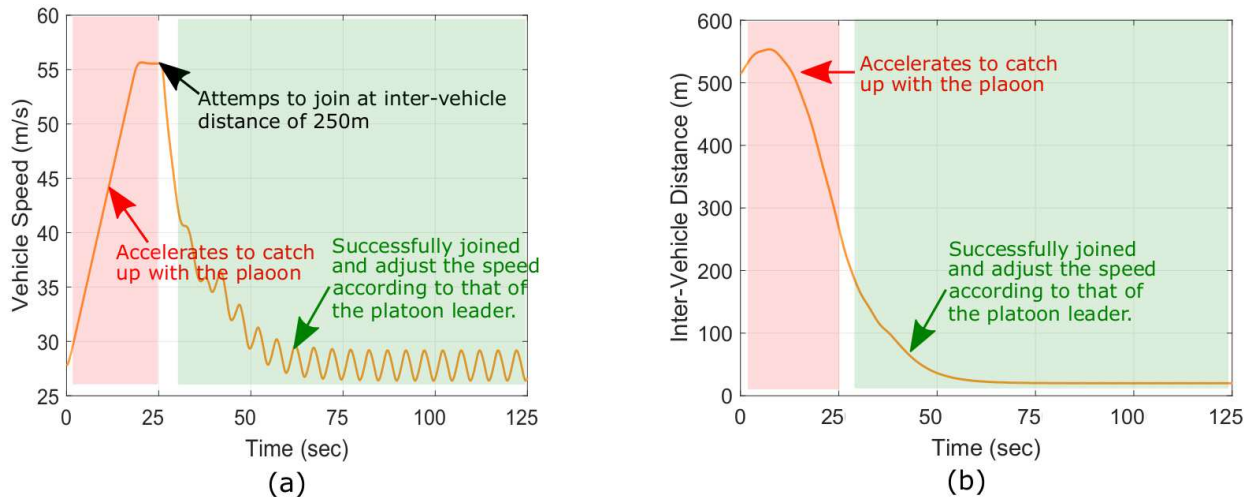 60
55
50
45
40
35
30
25
0
25
50
75
100
125
Vehicle Speed (m/s)
Time (sec)
Attemps to join at inter-vehicle
distance of 250m
Accelerates to catch
up with the plaoon
Successfully joined
and adjust the speed
according to that of
the platoon leader.
(a)
600
500
400
300
200
100
0
0
25
50
75
100
125
Inter-Vehicle Distance (m)
Time (sec)
Accelerates to catch
up with the plaoon
Successfully joined
and adjust the speed
according to that of
the platoon leader.
(b)